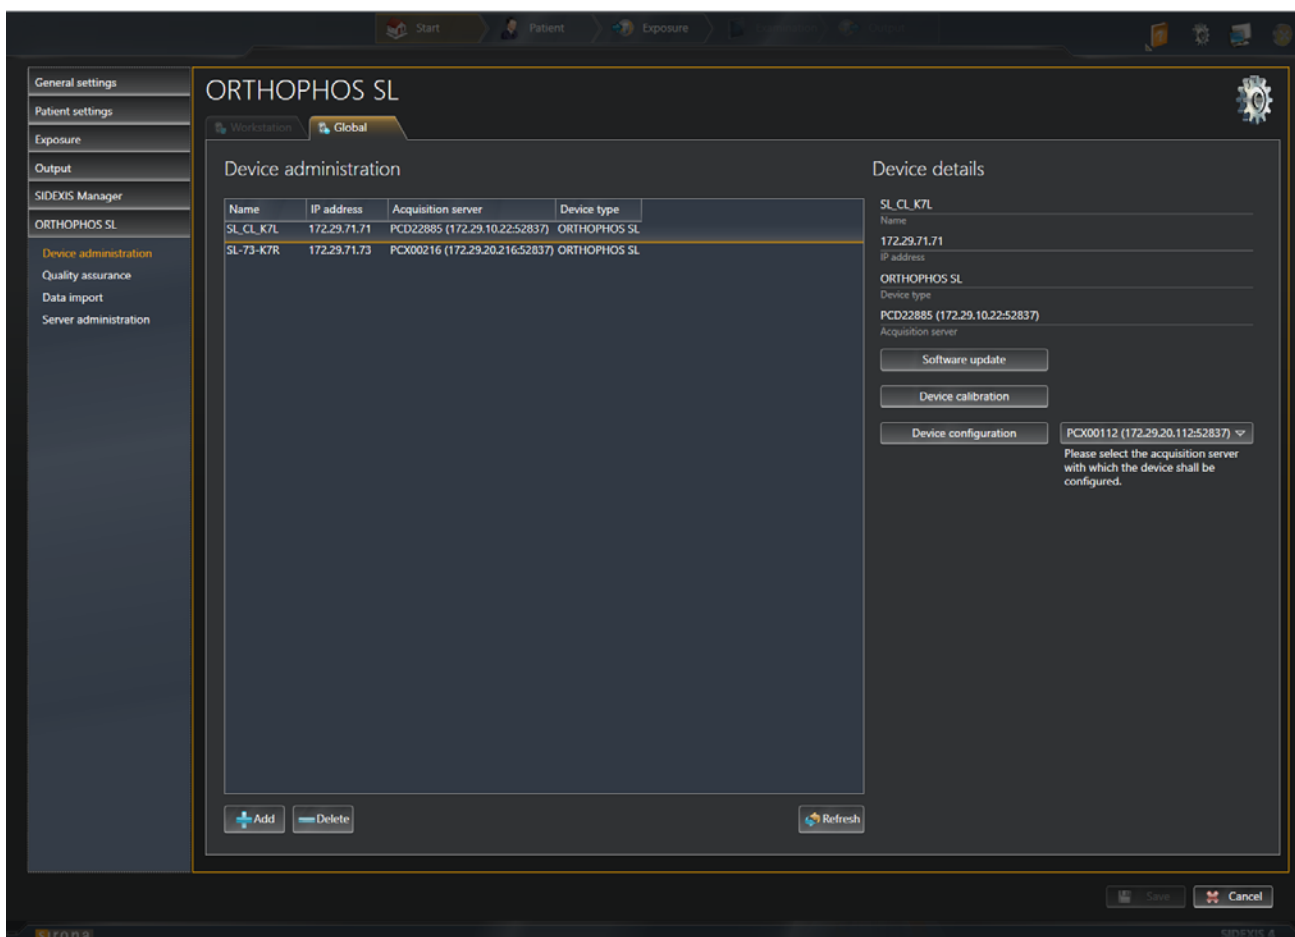 Start
Patient
Exposure
General settings
Patient settings
Exposure
Output
SIDEXIS Manager
ORTHOPHOS SL
Device administration
Quality assurance
Data import
Server administration
ORTHOPHOS SL
Workstation
Global
Device administration
Name IP address Acquisition server Device type
SL_CL_K7L 172.29.71.71 PCD22885 (172.29.10.22:52837) ORTHOPHOS SL
SL-73-K7R 172.29.71.73 PCX00216 (172.29.20.216:52837) ORTHOPHOS SL
Add
Delete
Refresh
Device details
SL_CL_K7L
Name
172.29.71.71
IP address
ORTHOPHOS SL
Device type
PCD22885 (172.29.10.22:52837)
Acquisition server
Software update
Device calibration
Device configuration
PCX00112 (172.29.20.112:52837)
Please select the acquisition server
with which the device shall be
configured.
Save
Cancel
sirona
SIDEXIS 4